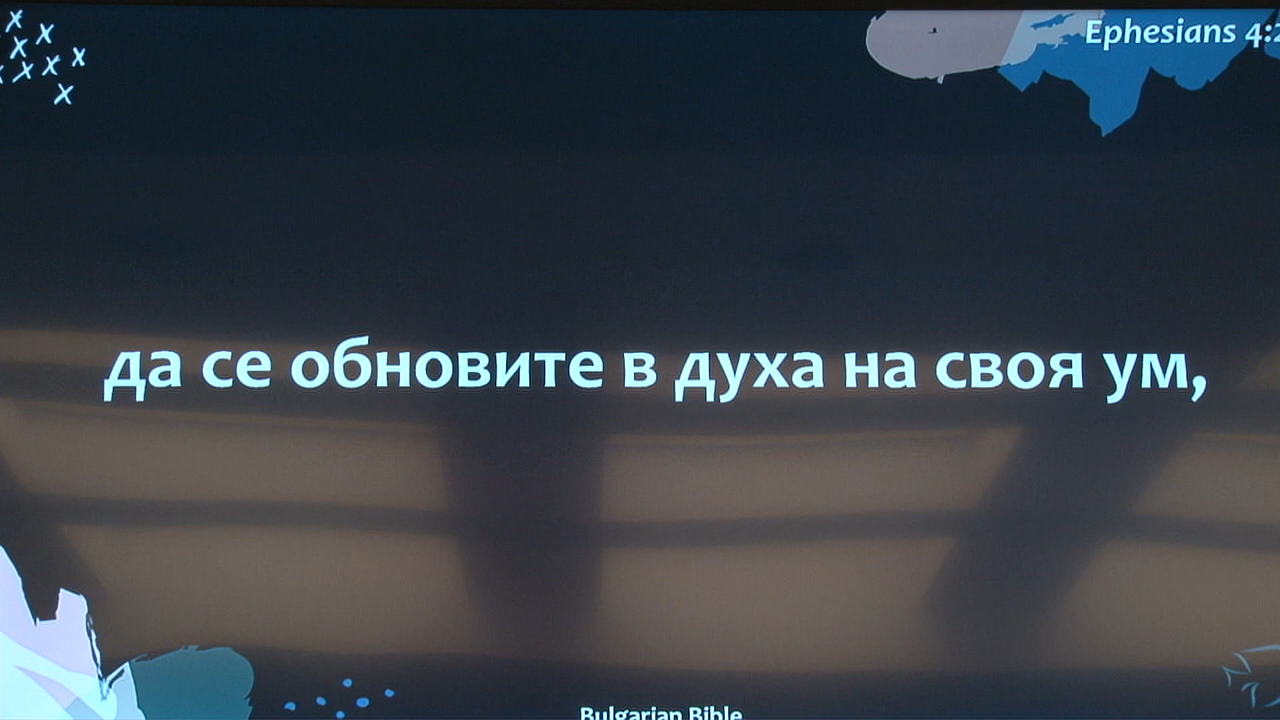 Ephesians 4:2
да се обновите в духа на своя ум,
Bulgarian Bible